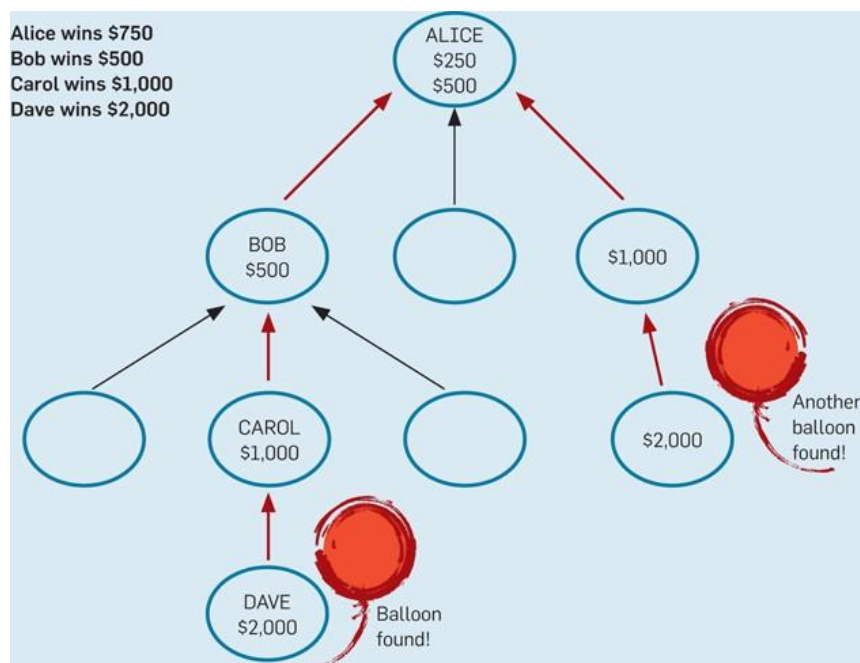 Alice wins $750
Bob wins $500
Carol wins $1,000
Dave wins $2,000
ALICE
$250
$500
BOB
$500
$1,000
CAROL
$1,000
$2,000
Another
balloon
found!
DAVE
$2,000
Balloon
found!